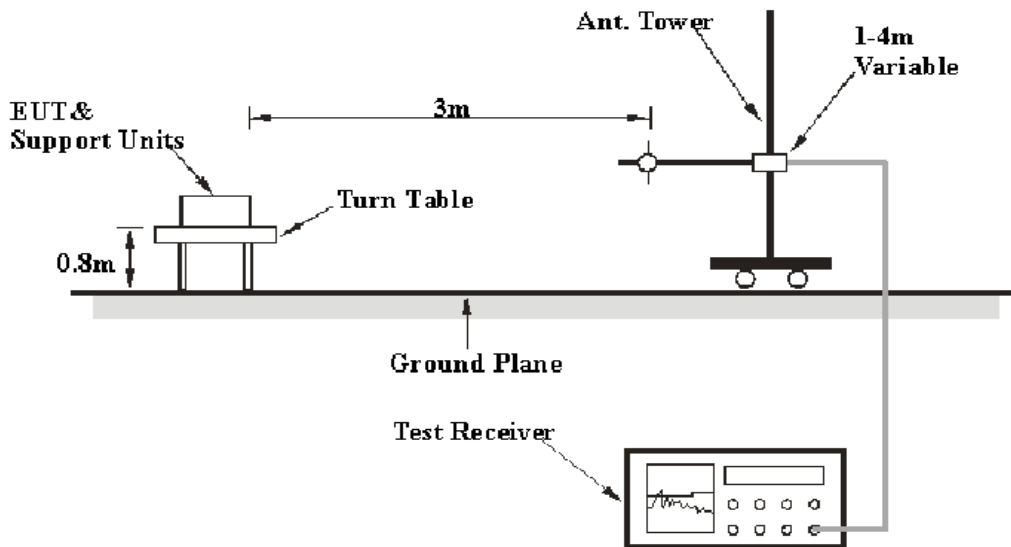 Ant. Tower
1-4m
Variable
EUT&
Support Units
3m
Turn Table
0.8m
Ground Plane
Test Receiver